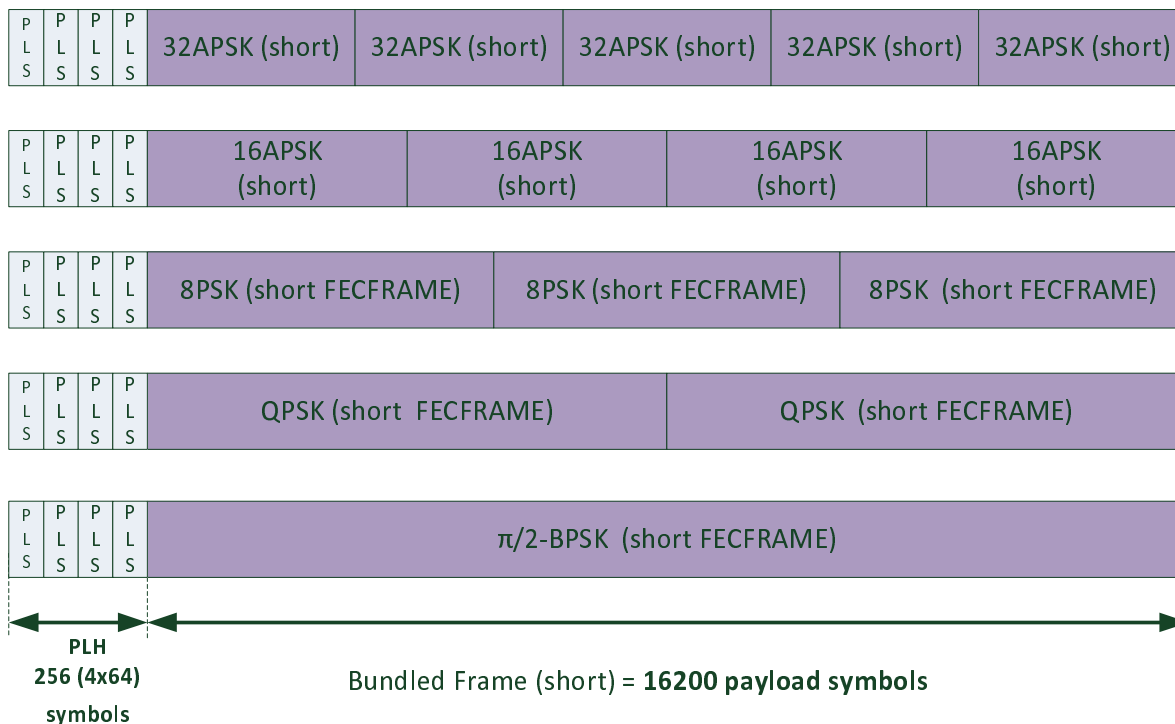 P L S P L S P L S P L S 32APSK (short) 32APSK (short) 32APSK (short) 32APSK (short) 32APSK (short)
P L S P L S P L S P L S 16APSK (short) 16APSK (short) 16APSK (short) 16APSK (short)
P L S P L S P L S P L S 8PSK (short FECFRAME) 8PSK (short FECFRAME) 8PSK (short FECFRAME)
P L S P L S P L S P L S QPSK (short FECFRAME) QPSK (short FECFRAME)
P L S P L S P L S P L S π/2-BPSK (short FECFRAME)
PLH
256 (4x64)
symbols
Bundled Frame (short) = 16200 payload symbols